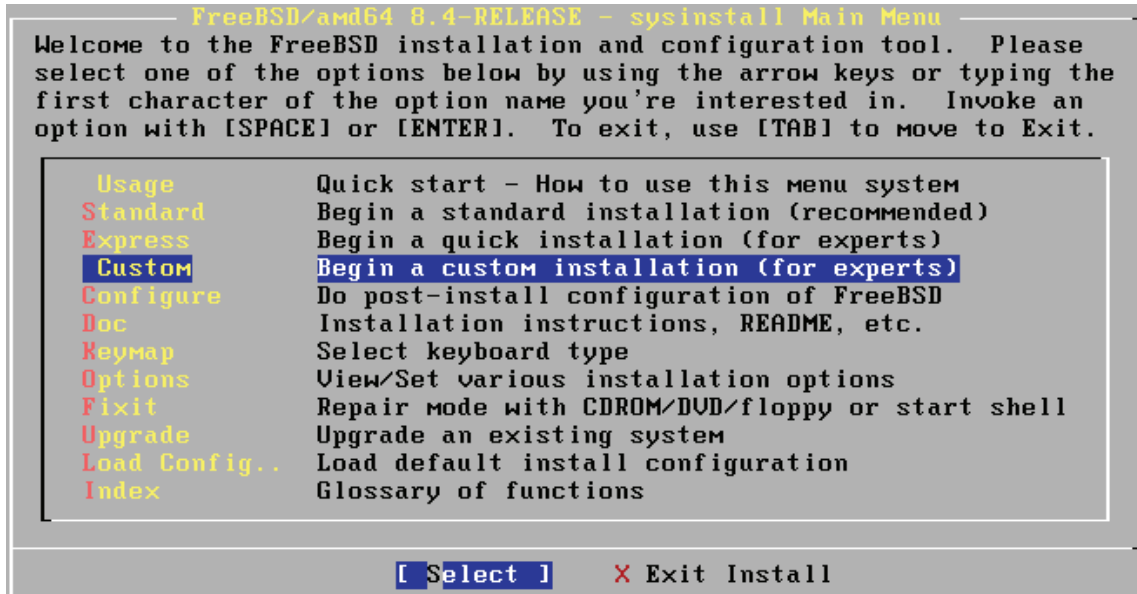 FreeBSD/amd64 8.4-RELEASE - sysinstall Main Menu
Welcome to the FreeBSD installation and configuration tool.  Please
select one of the options below by using the arrow keys or typing the
first character of the option name you're interested in.  Invoke an
option with [SPACE] or [ENTER].  To exit, use [TAB] to move to Exit.
Usage Quick start - How to use this menu system
Standard Begin a standard installation (recommended)
Express Begin a quick installation (for experts)
Custom Begin a custom installation (for experts)
Configure Do post-install configuration of FreeBSD
Doc Installation instructions, README, etc.
Keymap Select keyboard type
Options View/Set various installation options
Fixit Repair mode with CDROM/DVD/floppy or start shell
Upgrade Upgrade an existing system
Load Config.. Load default install configuration
Index Glossary of functions
[ Select ] X Exit Install